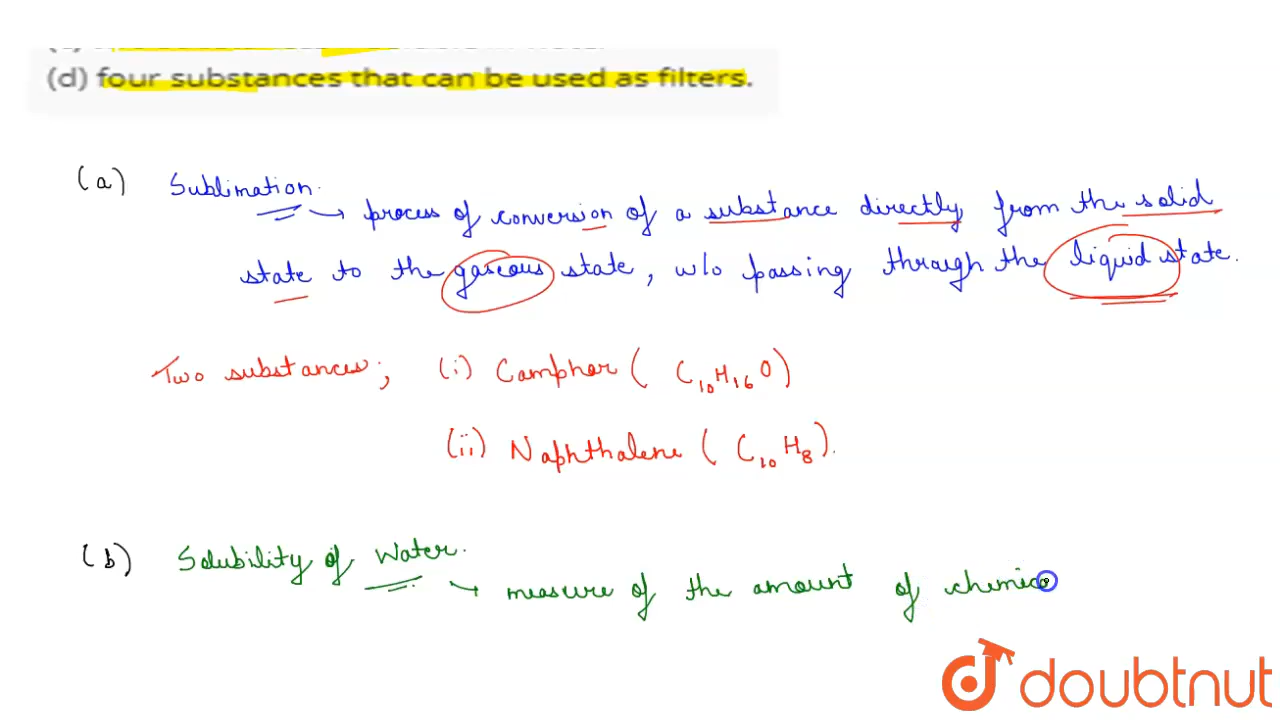 (d) four substances that can be used as filters.
(a) Sublimation.
→ process of conversion of a substance directly from the solid
state to the gaseous state, w/o passing through the liquid state.
Two substances; (i) Camphor (C₁₀H₁₆O)
(ii) Naphthalene (C₁₀H₈).
(b) Solubility of Water.
→ measure of the amount of chemica
doubtnut